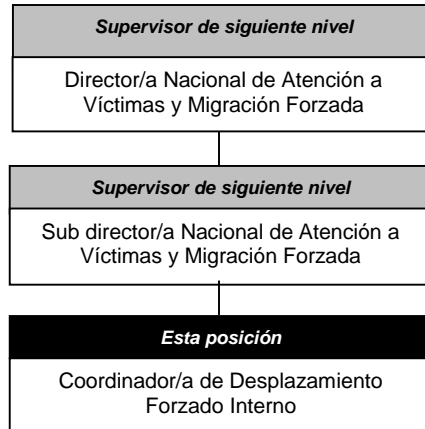 Supervisor de siguiente nivel
Director/a Nacional de Atención a
Víctimas y Migración Forzada
Supervisor de siguiente nivel
Sub director/a Nacional de Atención a
Víctimas y Migración Forzada
Esta posición
Coordinador/a de Desplazamiento
Forzado Interno